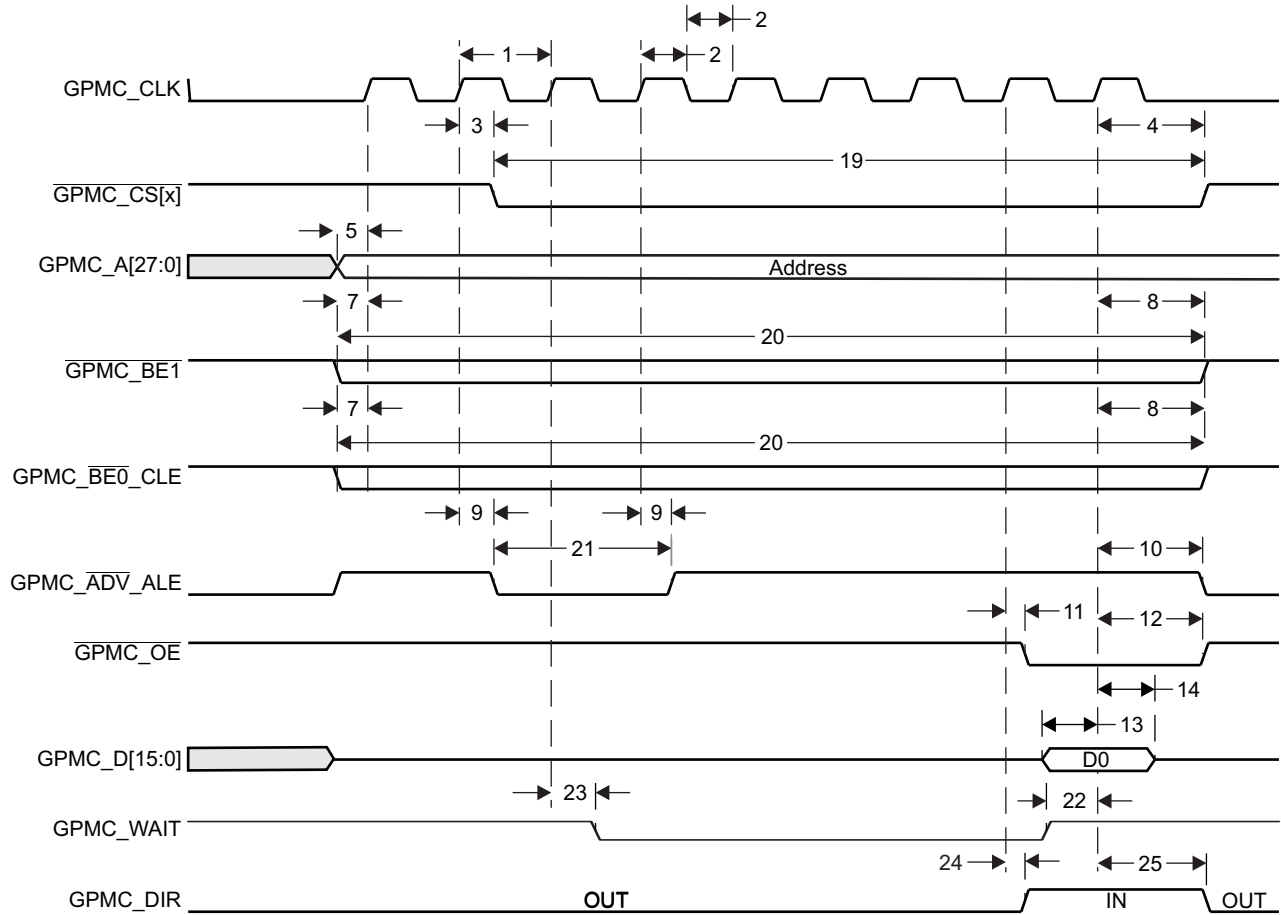 2
1
2
GPMC_CLK
3
4
19
GPMC_CS[x]
5
GPMC_A[27:0]
Address
7
8
20
GPMC_BE1
7
8
20
GPMC_BE0_CLE
9
9
21
10
GPMC_ADV_ALE
11
12
GPMC_OE
14
13
GPMC_D[15:0]
D0
23
22
GPMC_WAIT
24
25
GPMC_DIR
OUT
IN
OUT